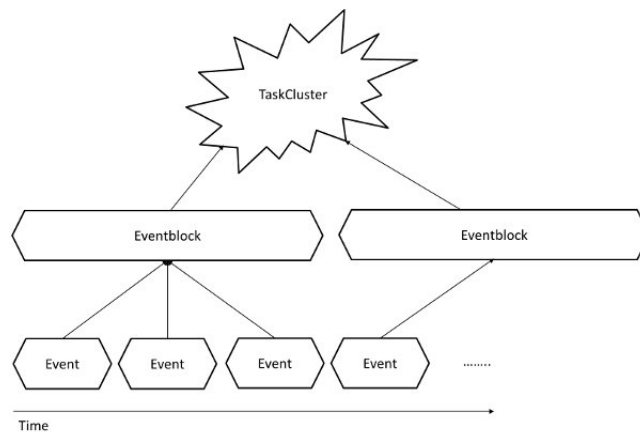 TaskCluster
Eventblock
Eventblock
Event
Event
Event
Event
........
Time